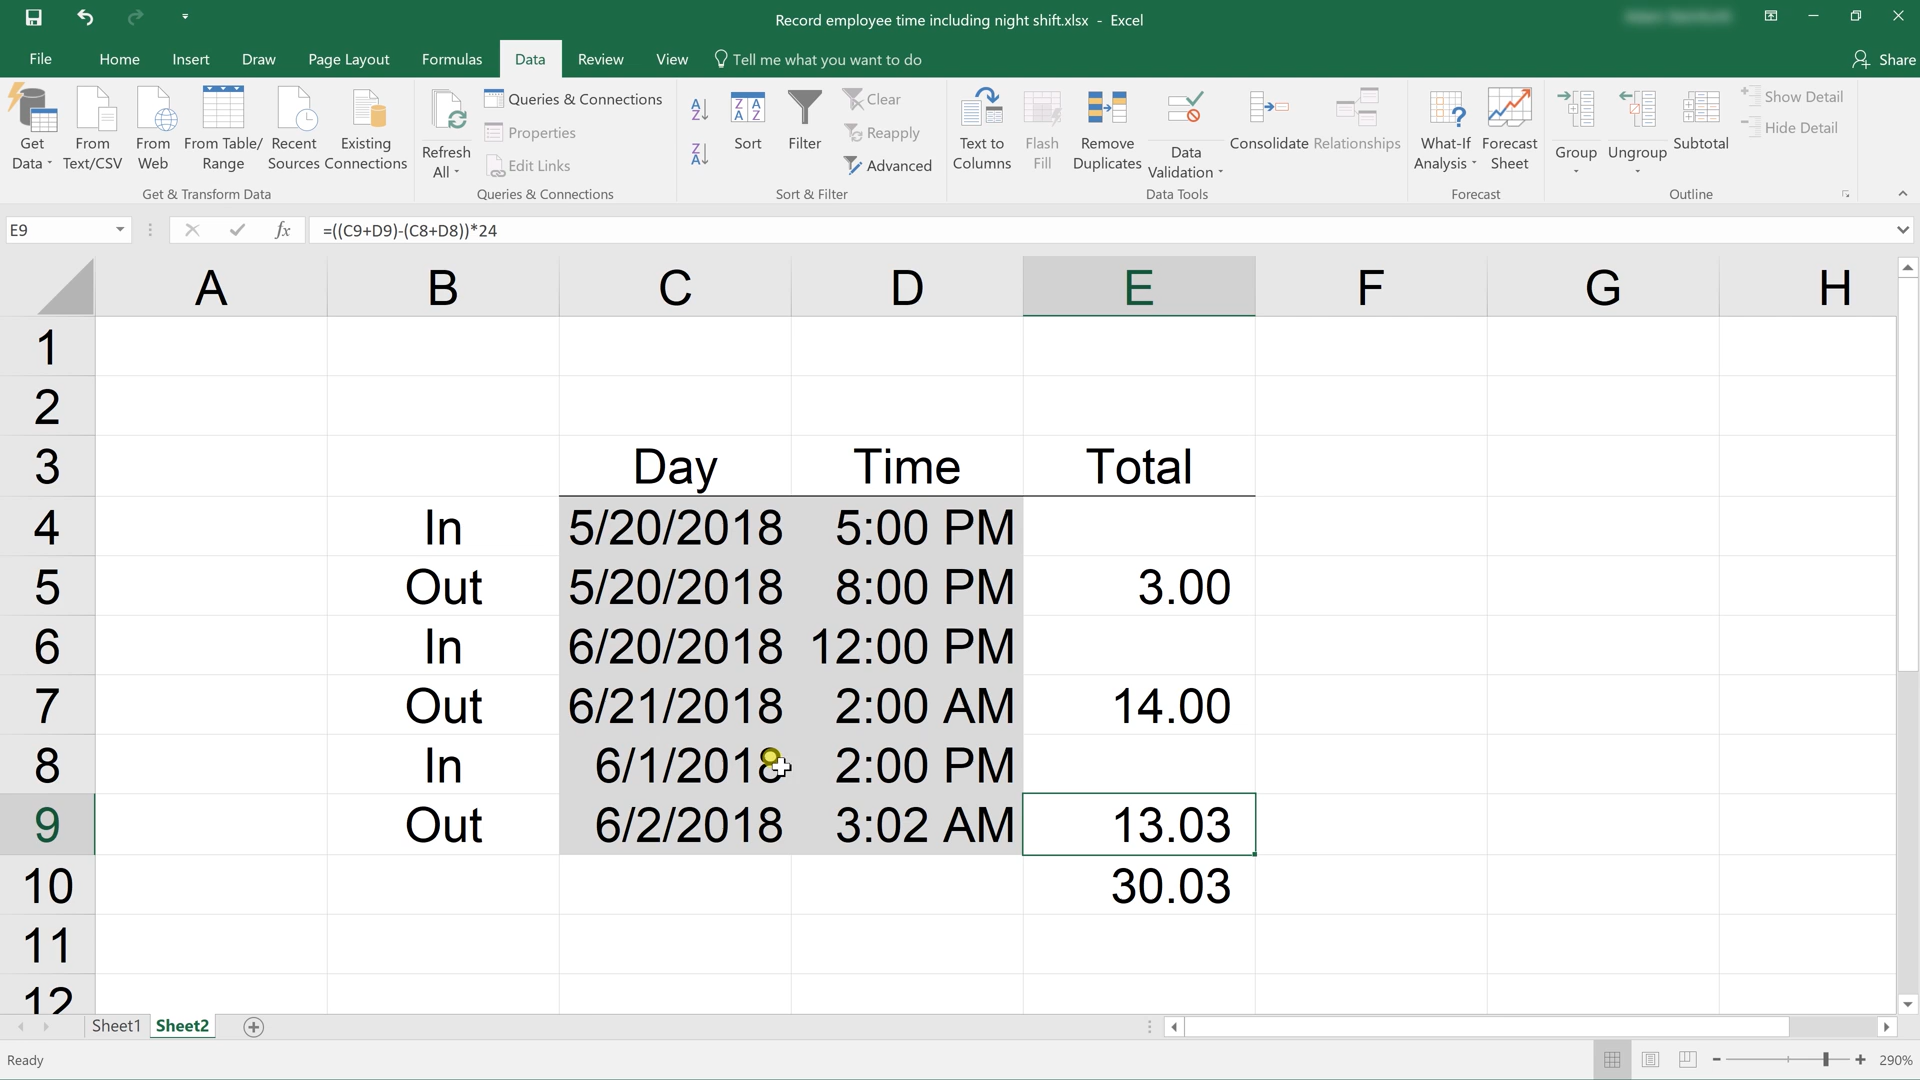 Record employee time including night shift.xlsx - Excel
File Home Insert Draw Page Layout Formulas Data Review View Tell me what you want to do Share
Get Data
From Text/CSV
From Web
From Table/ Range
Recent Sources
Existing Connections
Get & Transform Data
Refresh All
Queries & Connections
Properties
Edit Links
Queries & Connections
Sort
Filter
Clear
Reapply
Advanced
Sort & Filter
Text to Columns
Flash Fill
Remove Duplicates
Data Validation
Consolidate
Relationships
Data Tools
What-If Analysis
Forecast Sheet
Forecast
Group
Ungroup
Subtotal
Show Detail
Hide Detail
Outline
E9 fx =((C9+D9)-(C8+D8))*24
A B C D E F G H
1
2
3 Day Time Total
4 In 5/20/2018 5:00 PM
5 Out 5/20/2018 8:00 PM 3.00
6 In 6/20/2018 12:00 PM
7 Out 6/21/2018 2:00 AM 14.00
8 In 6/1/2018 2:00 PM
9 Out 6/2/2018 3:02 AM 13.03
10 30.03
11
12
Sheet1 Sheet2
Ready 290%